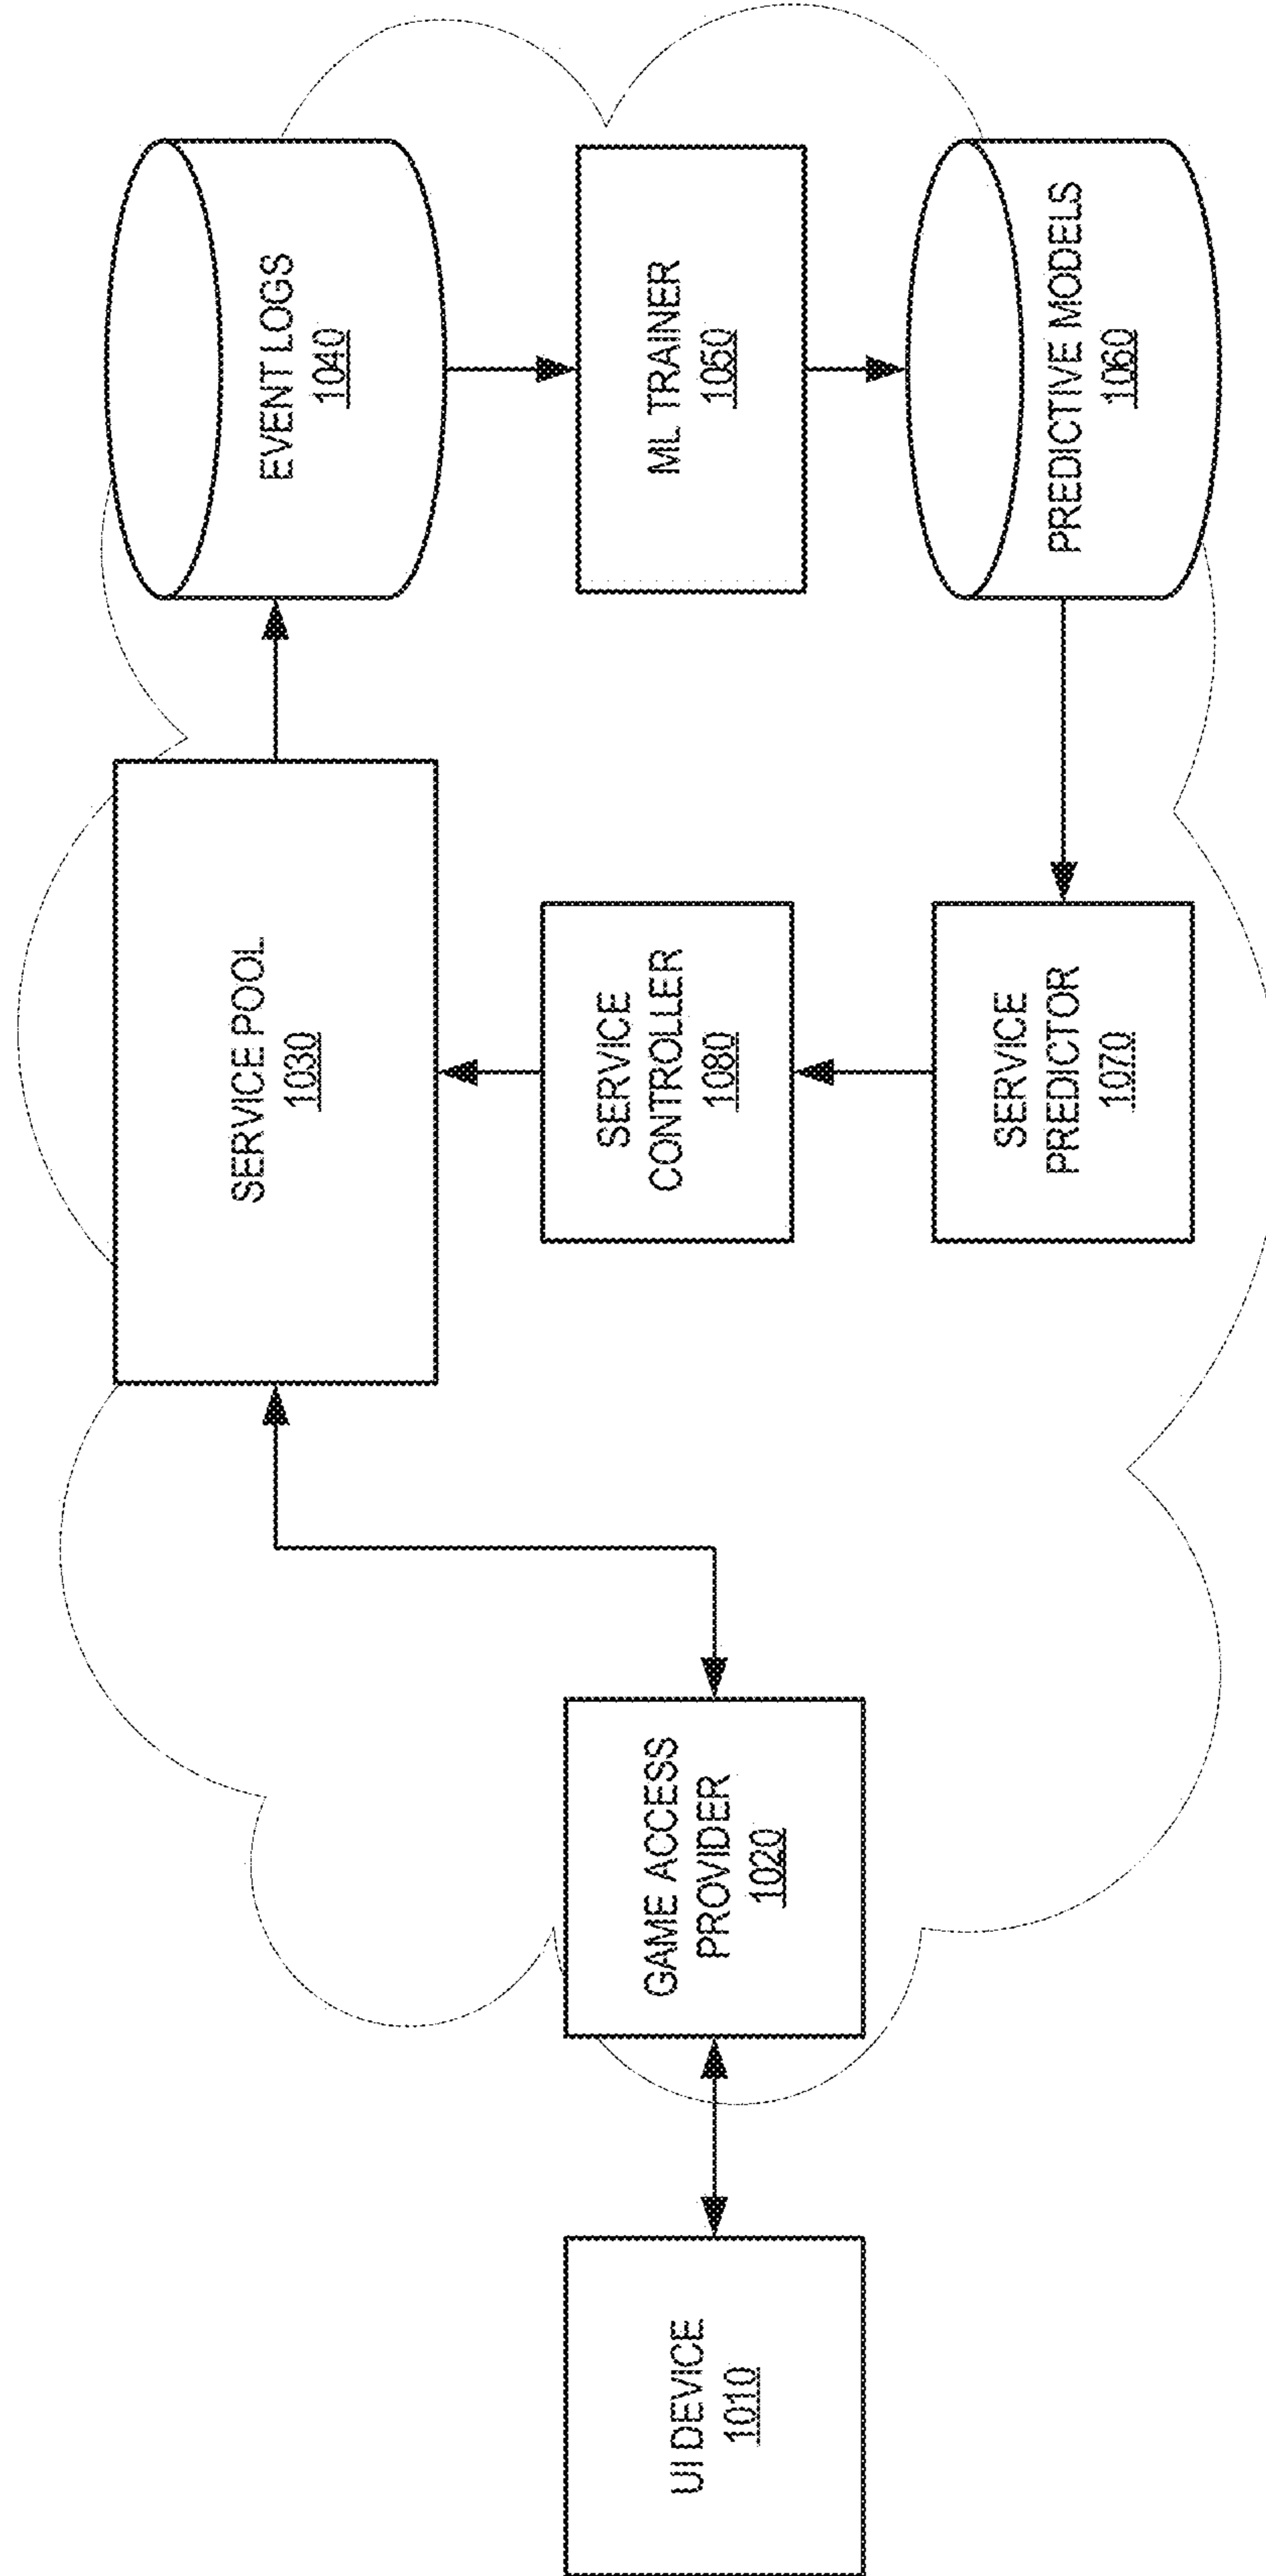 UI DEVICE
1010
GAME ACCESS
PROVIDER
1020
SERVICE POOL
1030
SERVICE
CONTROLLER
1080
SERVICE
PREDICTOR
1070
EVENT LOGS
1040
ML TRAINER
1050
PREDICTIVE MODELS
1060